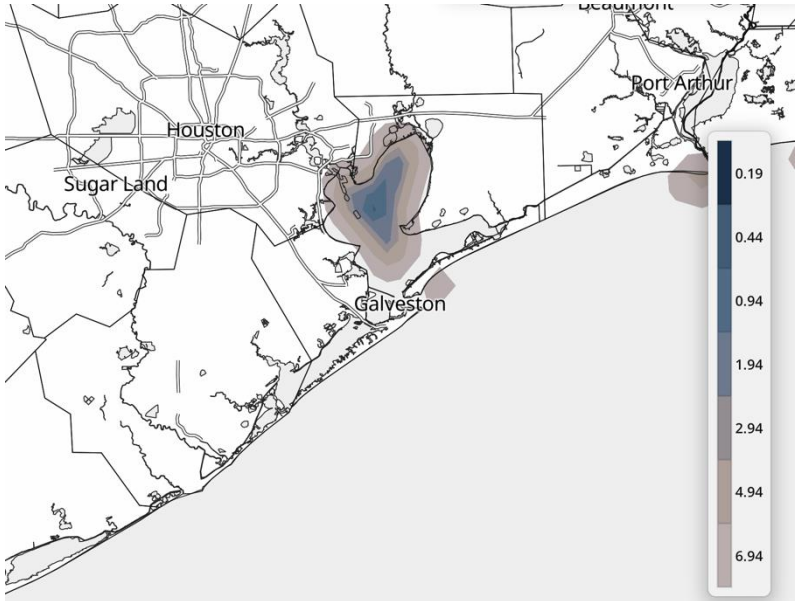 Beaumont
Port Arthur
Houston
Sugar Land
Galveston
0.19
0.44
0.94
1.94
2.94
4.94
6.94